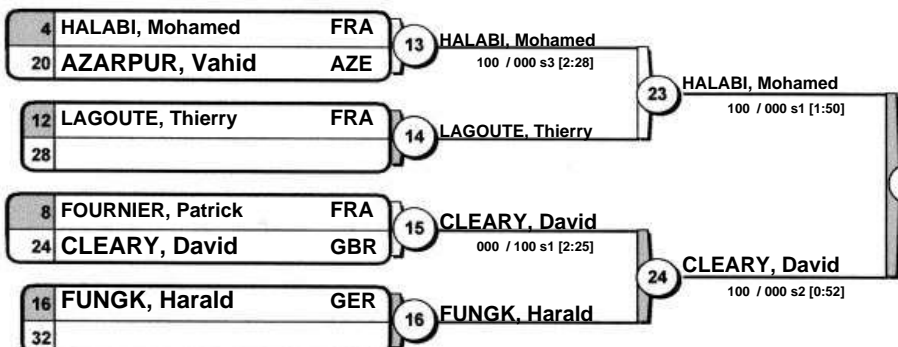 4 HALABI, Mohamed FRA
20 AZARPUR, Vahid AZE
13 HALABI, Mohamed
100 / 000 s3 [2:28]
12 LAGOUTE, Thierry FRA
28
14 LAGOUTE, Thierry
23 HALABI, Mohamed
100 / 000 s1 [1:50]
8 FOURNIER, Patrick FRA
24 CLEARY, David GBR
15 CLEARY, David
000 / 100 s1 [2:25]
16 FUNGK, Harald GER
32
16 FUNGK, Harald
24 CLEARY, David
100 / 000 s2 [0:52]